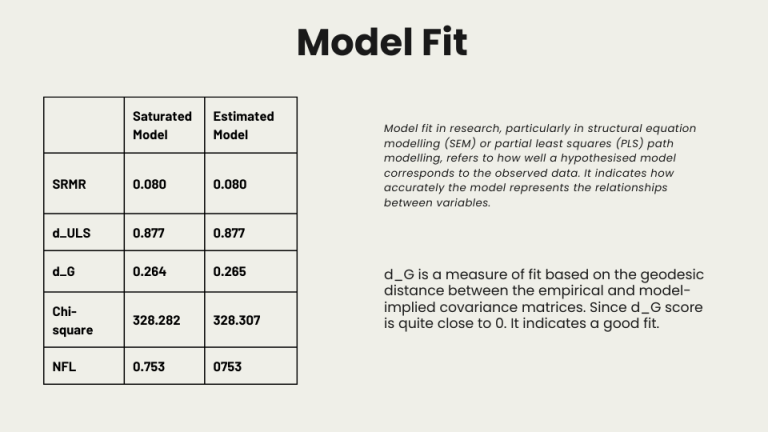 Model Fit
Saturated Model
Estimated Model
SRMR 0.080 0.080
d_ULS 0.877 0.877
d_G 0.264 0.265
Chi-square 328.282 328.307
NFL 0.753 0753
Model fit in research, particularly in structural equation
modelling (SEM) or partial least squares (PLS) path
modelling, refers to how well a hypothesised model
corresponds to the observed data. It indicates how
accurately the model represents the relationships
between variables.
d_G is a measure of fit based on the geodesic
distance between the empirical and model-
implied covariance matrices. Since d_G score
is quite close to 0. It indicates a good fit.